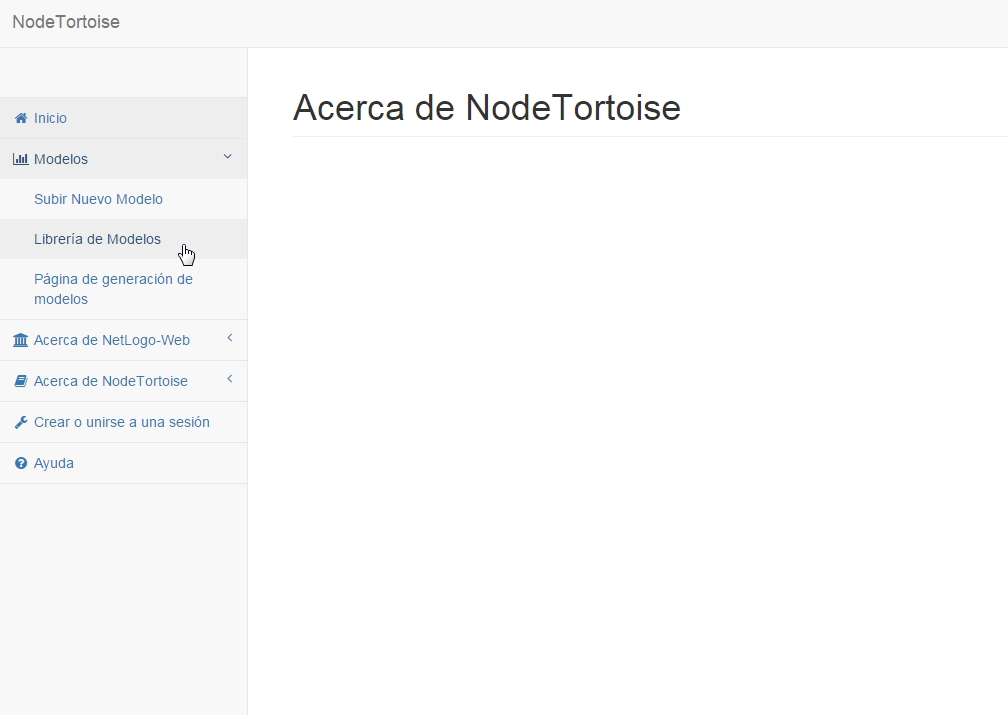 NodeTortoise
Inicio
Modelos
Subir Nuevo Modelo
Librería de Modelos
Página de generación de
modelos
Acerca de NetLogo-Web
Acerca de NodeTortoise
Crear o unirse a una sesión
Ayuda
Acerca de NodeTortoise